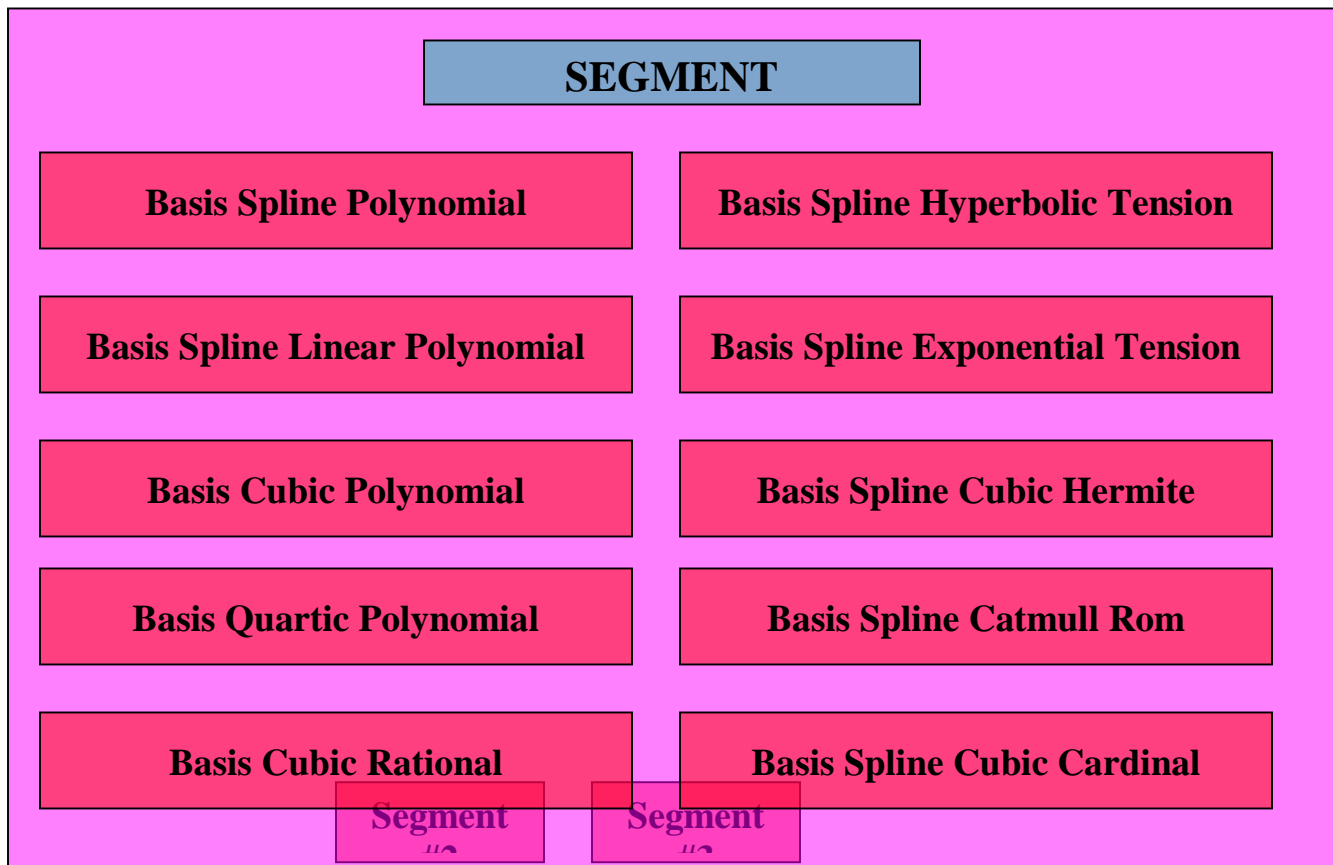 SEGMENT
Basis Spline Polynomial
Basis Spline Hyperbolic Tension
Basis Spline Linear Polynomial
Basis Spline Exponential Tension
Basis Cubic Polynomial
Basis Spline Cubic Hermite
Basis Quartic Polynomial
Basis Spline Catmull Rom
Basis Cubic Rational
Basis Spline Cubic Cardinal
Segment
Segment